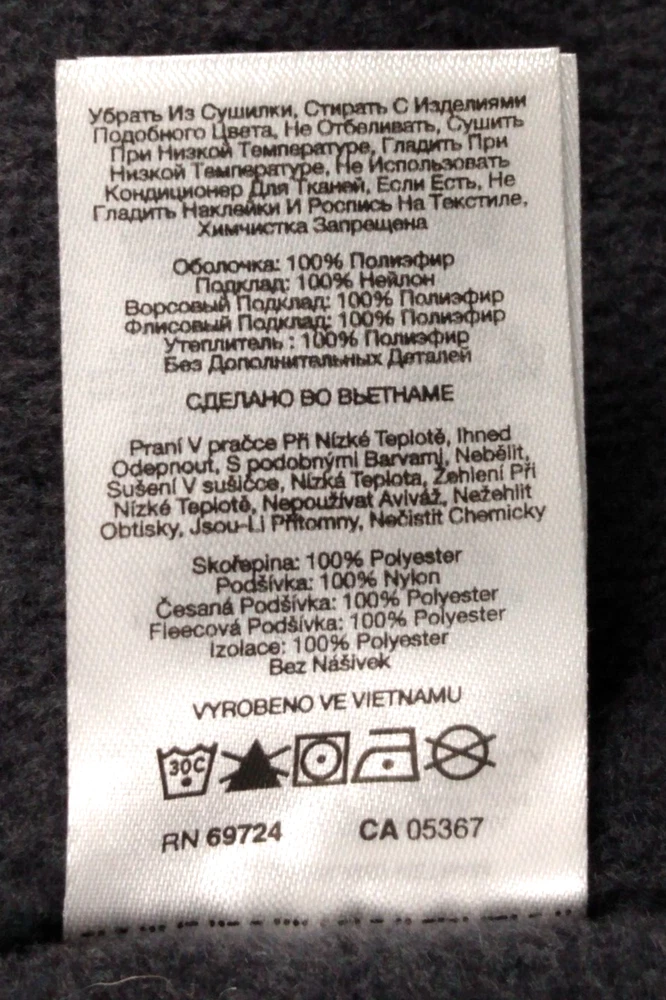 Убрать Из Сушилки, Стирать С Изделиями
Подобного Цвета, Не Отбеливать, Сушить
При Низкой Температуре, Гладить При
Низкой Температуре, Не Использовать
Кондиционер Для Тканей, Если Есть, Не
Гладить Наклейки И Роспись На Текстиле,
Химчистка Запрещена
Оболочка: 100% Полиэфир
Подклад: 100% Нейлон
Ворсовый Подклад: 100% Полиэфир
Флисовый Подклад: 100% Полиэфир
Утеплитель : 100% Полиэфир
Без Дополнительных Деталей
СДЕЛАНО ВО ВЬЕТНАМЕ
Praní V pračce Při Nízké Teplotě, Ihned
Odepnout, S podobnými Barvami, Nebělit,
Sušení V sušičce, Nízká Teplota, Žehlení Při
Nízké Teplotě, Nepoužívat Aviváž, Nežehlit
Obtisky, Jsou-Li Přítomny, Nečistit Chemicky
Skořepina: 100% Polyester
Podšívka: 100% Nylon
Česaná Podšívka: 100% Polyester
Fleecová Podšívka: 100% Polyester
Izolace: 100% Polyester
Bez Nášivek
VYROBENO VE VIETNAMU
30C
RN 69724 CA 05367